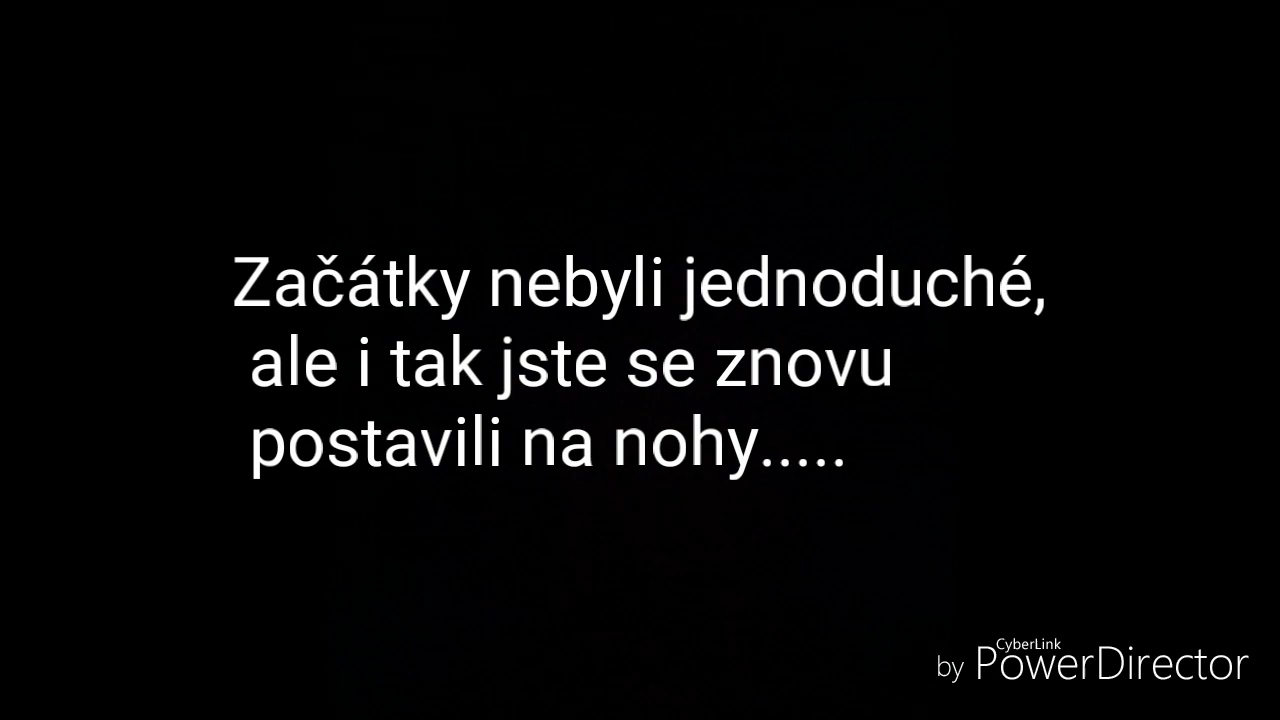 Začátky nebyli jednoduché,
ale i tak jste se znovu
postavili na nohy.....
CyberLink
by PowerDirector